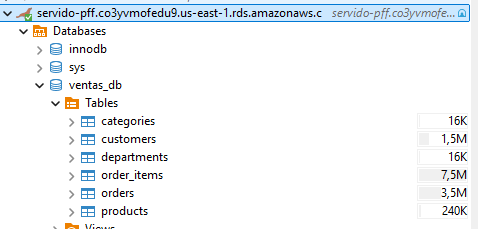 servido-pff.co3yvmofedu9.us-east-1.rds.amazonaws.c servido-pff.co3yvmofe...
Databases
innodb
sys
ventas_db
Tables
categories 16K
customers 1,5M
departments 16K
order_items 7,5M
orders 3,5M
products 240K
Views